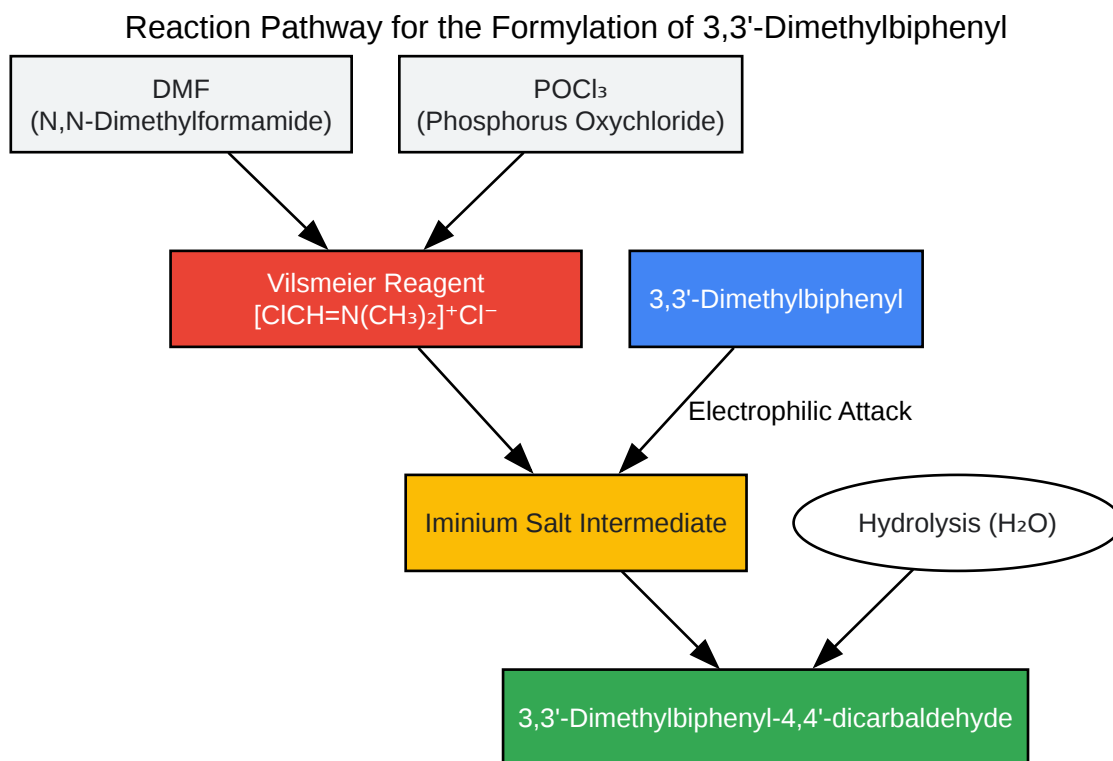 Reaction Pathway for the Formylation of 3,3'-Dimethylbiphenyl
DMF
(N,N-Dimethylformamide)
POCl₃
(Phosphorus Oxychloride)
Vilsmeier Reagent
[ClCH=N(CH₃)₂]⁺Cl⁻
3,3'-Dimethylbiphenyl
Electrophilic Attack
Iminium Salt Intermediate
Hydrolysis (H₂O)
3,3'-Dimethylbiphenyl-4,4'-dicarbaldehyde